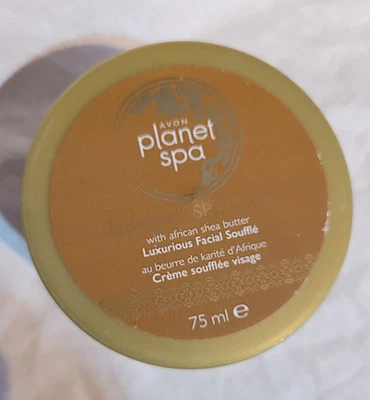 AVON
planet
spa
with african shea butter
Luxurious Facial Soufflé
au beurre de karité d'Afrique
Crème soufflée visage
75 ml e